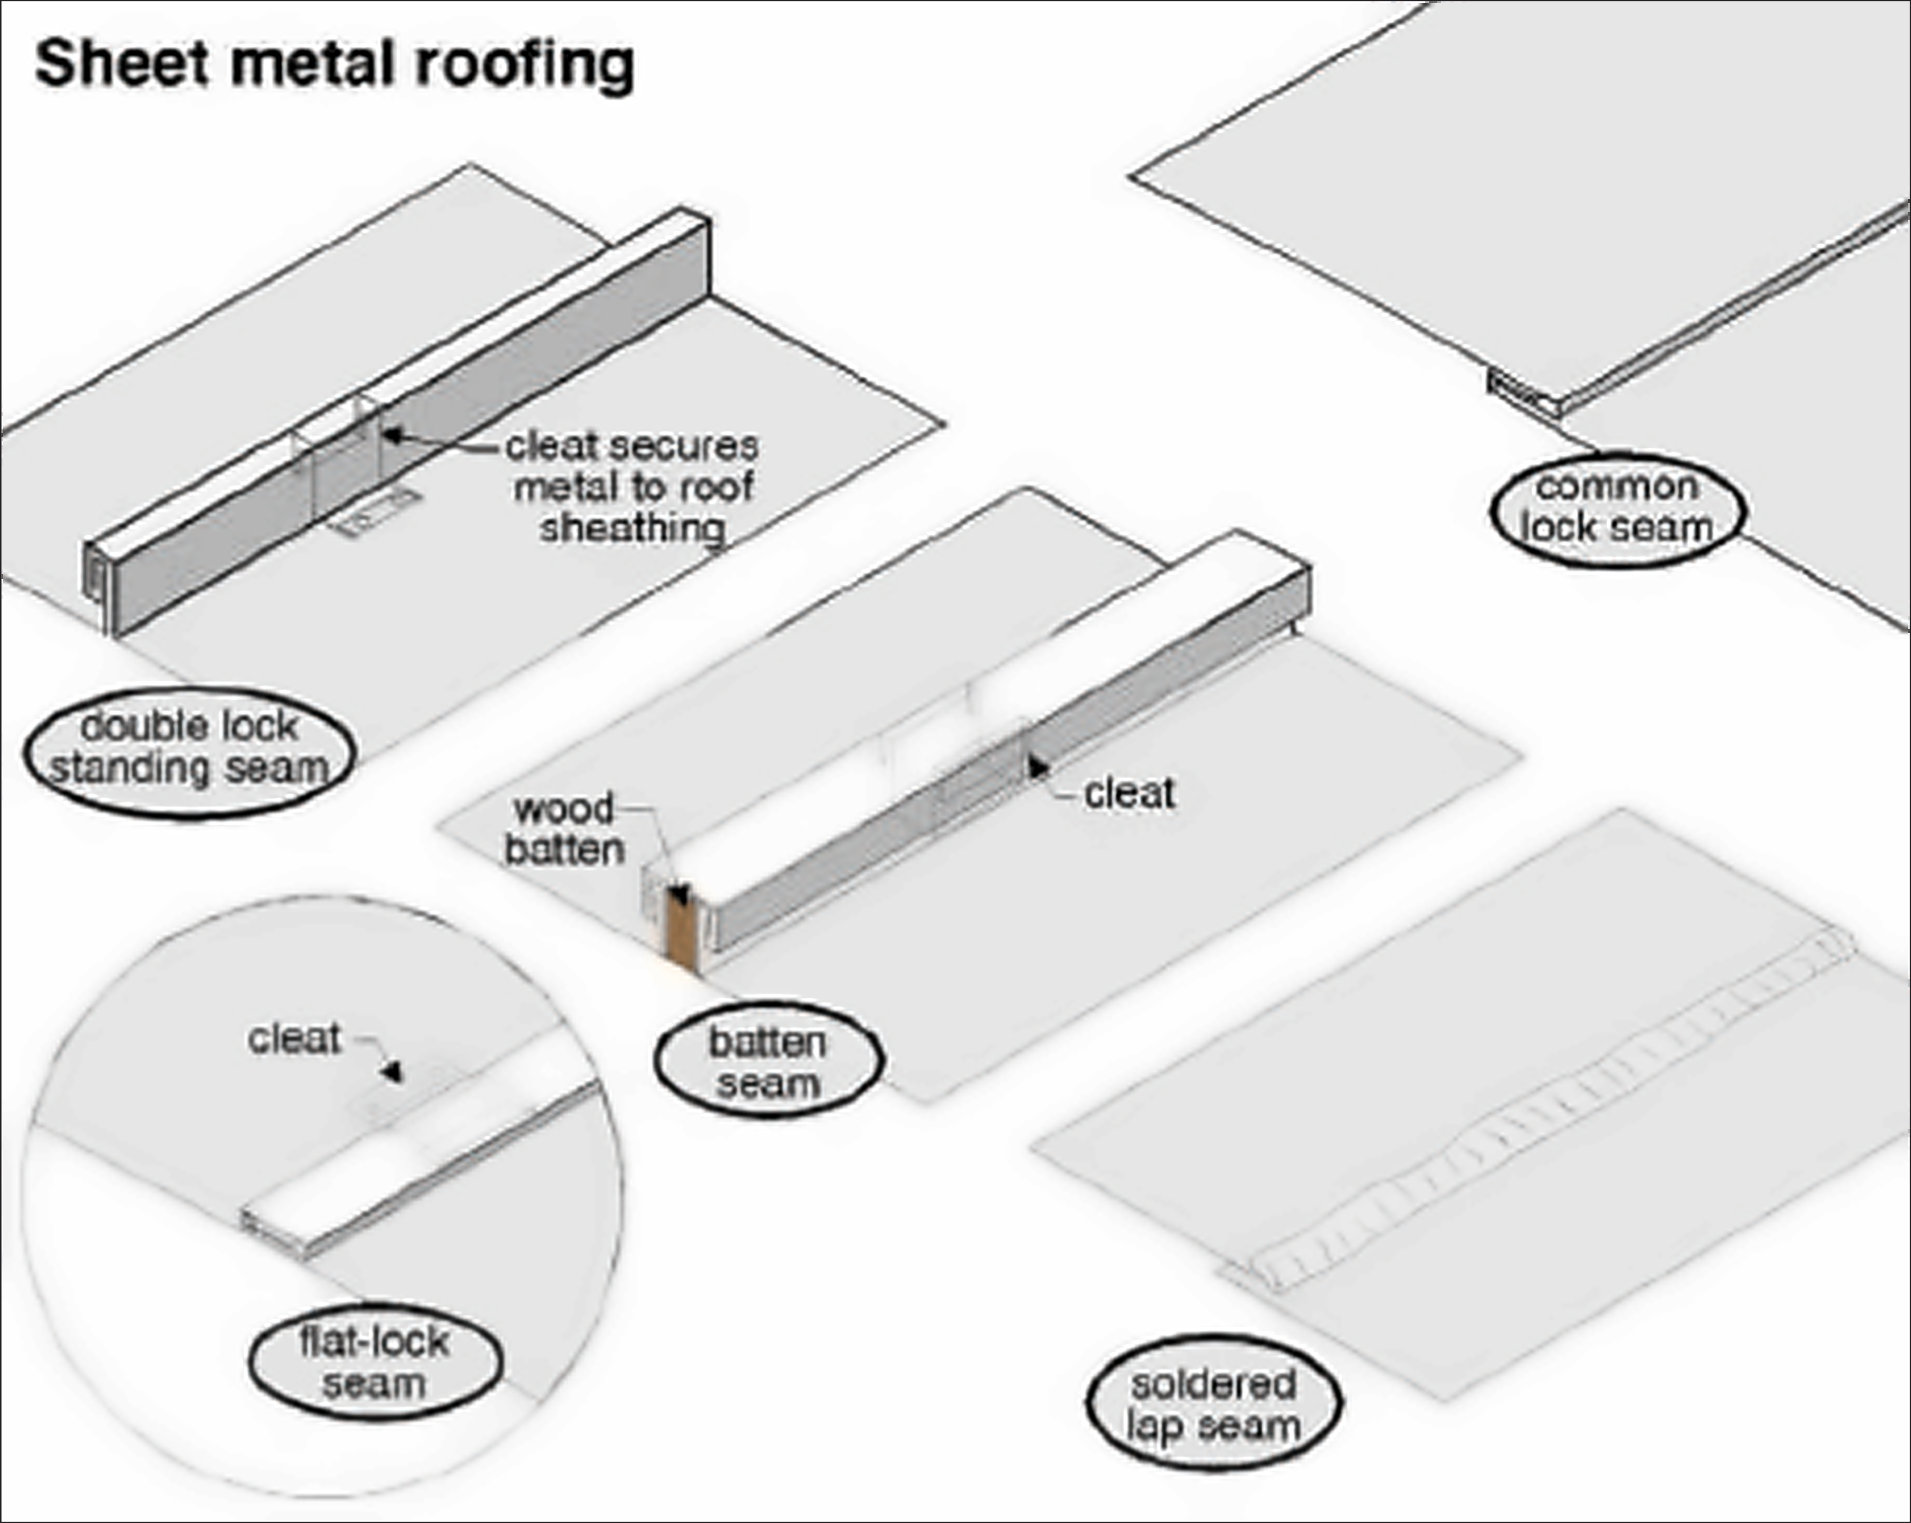 Sheet metal roofing
cleat secures
metal to roof
sheathing
common
lock seam
double lock
standing seam
wood
batten
cleat
cleat
batten
seam
flat-lock
seam
soldered
lap seam